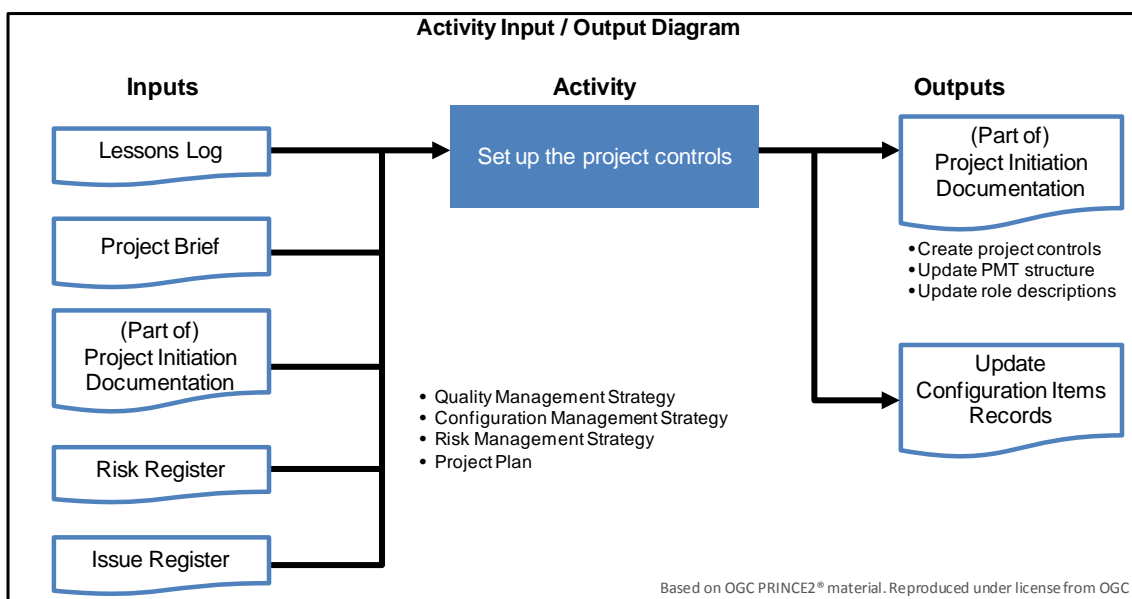 Activity Input / Output Diagram
Inputs
Activity
Outputs
Lessons Log
Project Brief
(Part of)
Project Initiation
Documentation
Risk Register
Issue Register
Set up the project controls
• Quality Management Strategy
• Configuration Management Strategy
• Risk Management Strategy
• Project Plan
(Part of)
Project Initiation
Documentation
• Create project controls
• Update PMT structure
• Update role descriptions
Update
Configuration Items
Records
Based on OGC PRINCE2® material. Reproduced under license from OGC